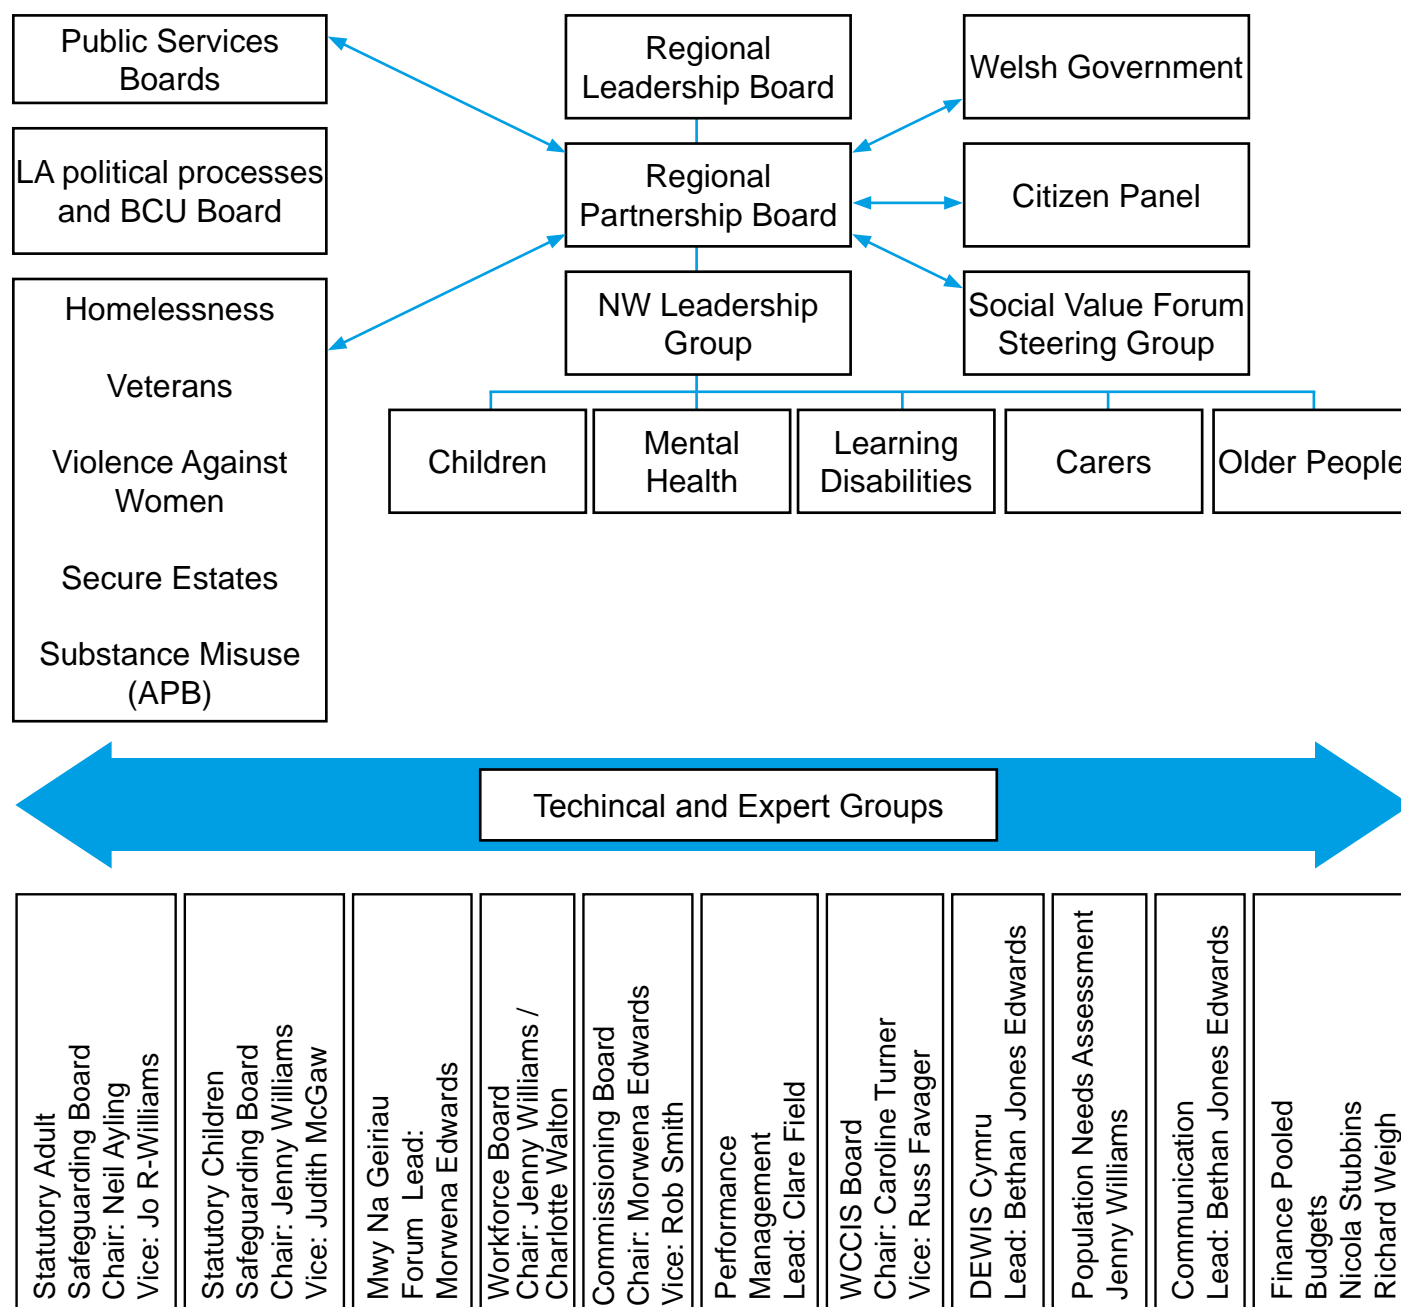 Public Services
Boards
Regional
Leadership Board
Welsh Government
LA political processes
and BCU Board
Regional
Partnership Board
Citizen Panel
Homelessness
Veterans
Violence Against
Women
Secure Estates
Substance Misuse
(APB)
NW Leadership
Group
Social Value Forum
Steering Group
Children
Mental
Health
Learning
Disabilities
Carers
Older People
Techincal and Expert Groups
Statutory Adult
Safeguarding Board
Chair: Neil Ayling
Vice: Jo R-Williams
Statutory Children
Safeguarding Board
Chair: Jenny Williams
Vice: Judith McGaw
Mwy Na Geiriau
Forum Lead:
Morwena Edwards
Workforce Board
Chair: Jenny Williams /
Charlotte Walton
Commissioning Board
Chair: Morwena Edwards
Vice: Rob Smith
Performance
Management
Lead: Clare Field
WCCIS Board
Chair: Caroline Turner
Vice: Russ Favager
DEWIS Cymru
Lead: Bethan Jones Edwards
Population Needs Assessment
Jenny Williams
Communication
Lead: Bethan Jones Edwards
Finance Pooled
Budgets
Nicola Stubbins
Richard Weigh